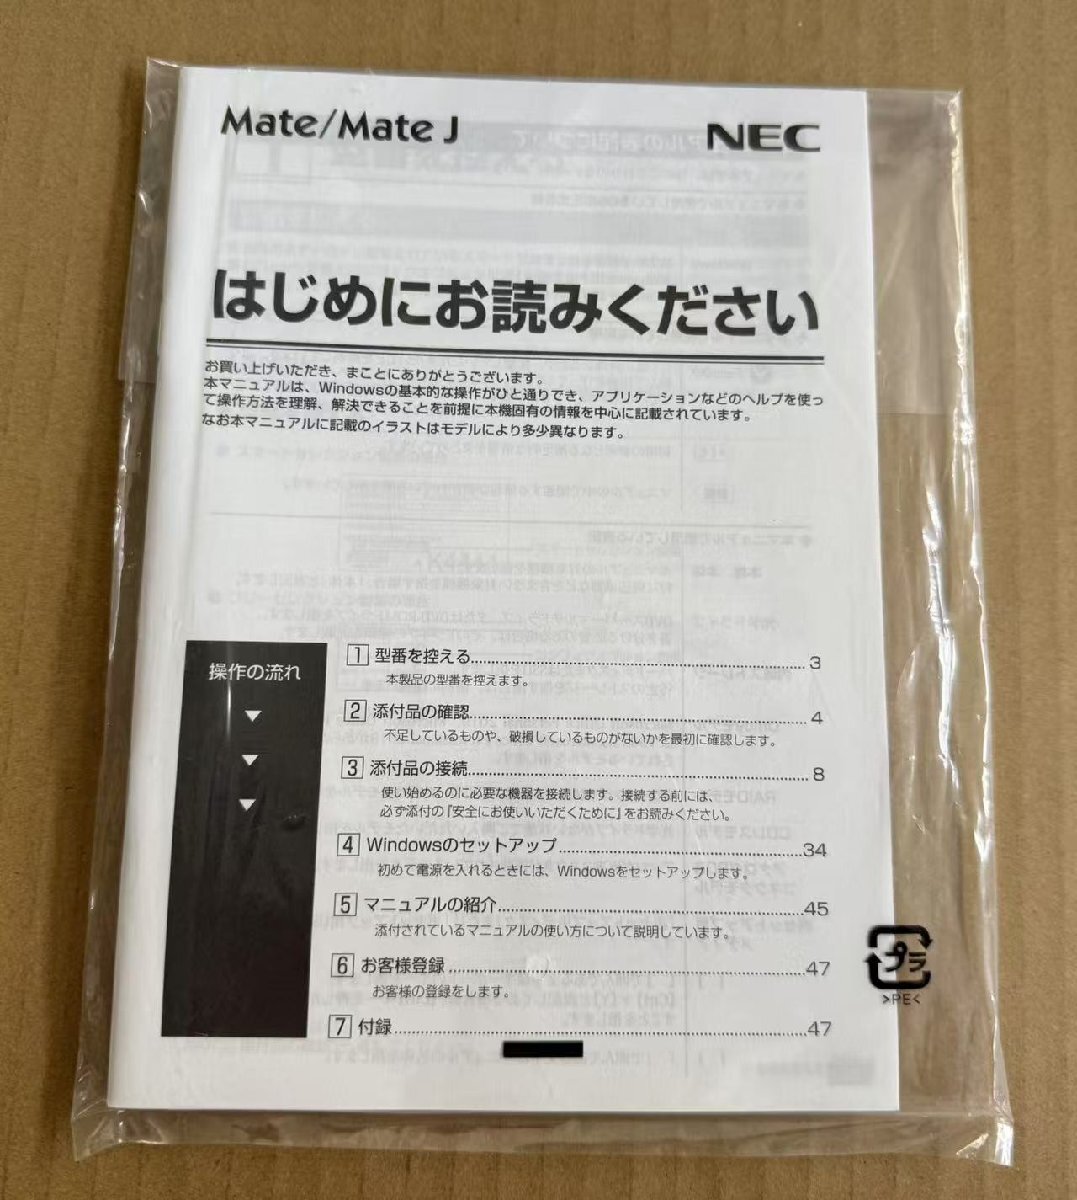 Mate/Mate J
NEC
はじめにお読みください
お買い上げいただき、まことにありがとうございます。
本マニュアルは、Windowsの基本的な操作がひと通りでき、アプリケーションなどのヘルプを使っ
て操作方法を理解、解決できることを前提に本機固有の情報を中心に記載されています。
なお本マニュアルに記載のイラストはモデルにより多少異なります。
操作の流れ
▼
▼
▼
1 型番を控える 3
本製品の型番を控えます。
2 添付品の確認 4
不足しているものや、破損しているものがないかを最初に確認します。
3 添付品の接続 8
使い始めるのに必要な機器を接続します。接続する前には、
必ず添付の『安全にお使いいただくために』をお読みください。
4 Windowsのセットアップ 34
初めて電源を入れるときには、Windowsをセットアップします。
5 マニュアルの紹介 45
添付されているマニュアルの使い方について説明しています。
6 お客様登録 47
お客様の登録をします。
7 付録 47
プラ
>PE<